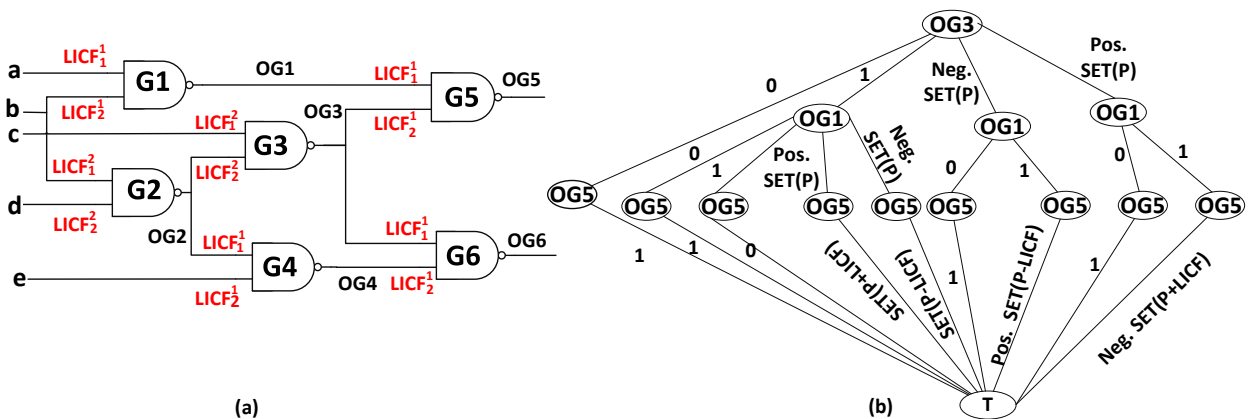 a
LICF₁¹
G1
OG1
LICF₁¹
G5
OG5
b
LICF₂¹
c
LICF₁²
G3
OG3
LICF₂¹
LICF₁²
G2
LICF₂²
d
LICF₂²
OG2
LICF₁¹
G4
LICF₁¹
G6
OG6
e
LICF₂¹
OG4
LICF₂¹
(a)
OG3
0
1
Neg.
SET(P)
Pos.
SET(P)
OG1
OG1
OG1
0
1
Pos.
SET(P)
Neg.
SET(P)
0
1
0
1
OG5
OG5
OG5
OG5
OG5
OG5
OG5
OG5
OG5
1
1
0
SET(P+LICF)
SET(P-LICF)
1
Pos. SET(P-LICF)
1
Neg. SET(P+LICF)
T
(b)